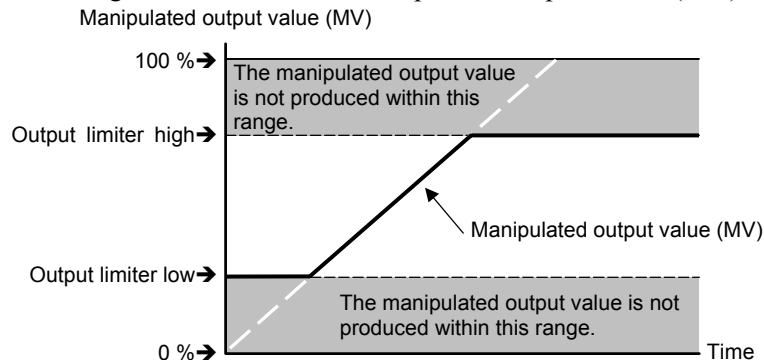 Manipulated output value (MV)
100 %➔
The manipulated output value
is not produced within this
range.
Output limiter high➔
Manipulated output value (MV)
Output limiter low➔
The manipulated output value is not
produced within this range.
0 %➔
Time